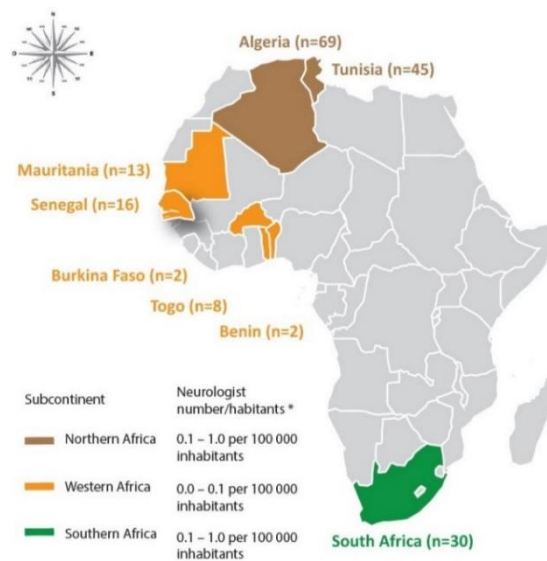 N
O
E
S
Algeria (n=69)
Tunisia (n=45)
Mauritania (n=13)
Senegal (n=16)
Burkina Faso (n=2)
Togo (n=8)
Benin (n=2)
Subcontinent
Neurologist
number/habitants *
Northern Africa
0.1 – 1.0 per 100 000
inhabitants
Western Africa
0.0 – 0.1 per 100 000
inhabitants
Southern Africa
0.1 – 1.0 per 100 000
inhabitants
South Africa (n=30)